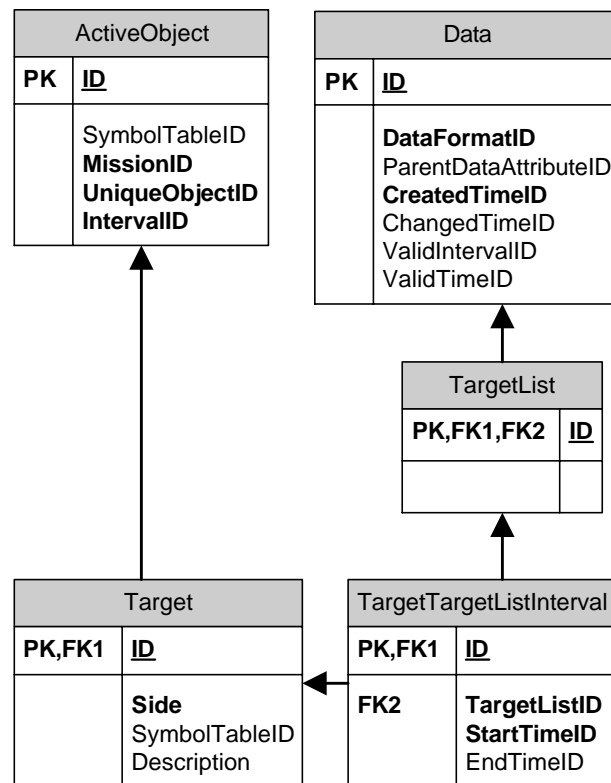 ActiveObject
PK ID
SymbolTableID
MissionID
UniqueObjectID
IntervalID
Data
PK ID
DataFormatID
ParentDataAttributeID
CreatedTimeID
ChangedTimeID
ValidIntervalID
ValidTimeID
TargetList
PK,FK1,FK2 ID
Target
PK,FK1 ID
Side
SymbolTableID
Description
TargetTargetListInterval
PK,FK1 ID
FK2 TargetListID
StartTimeID
EndTimeID